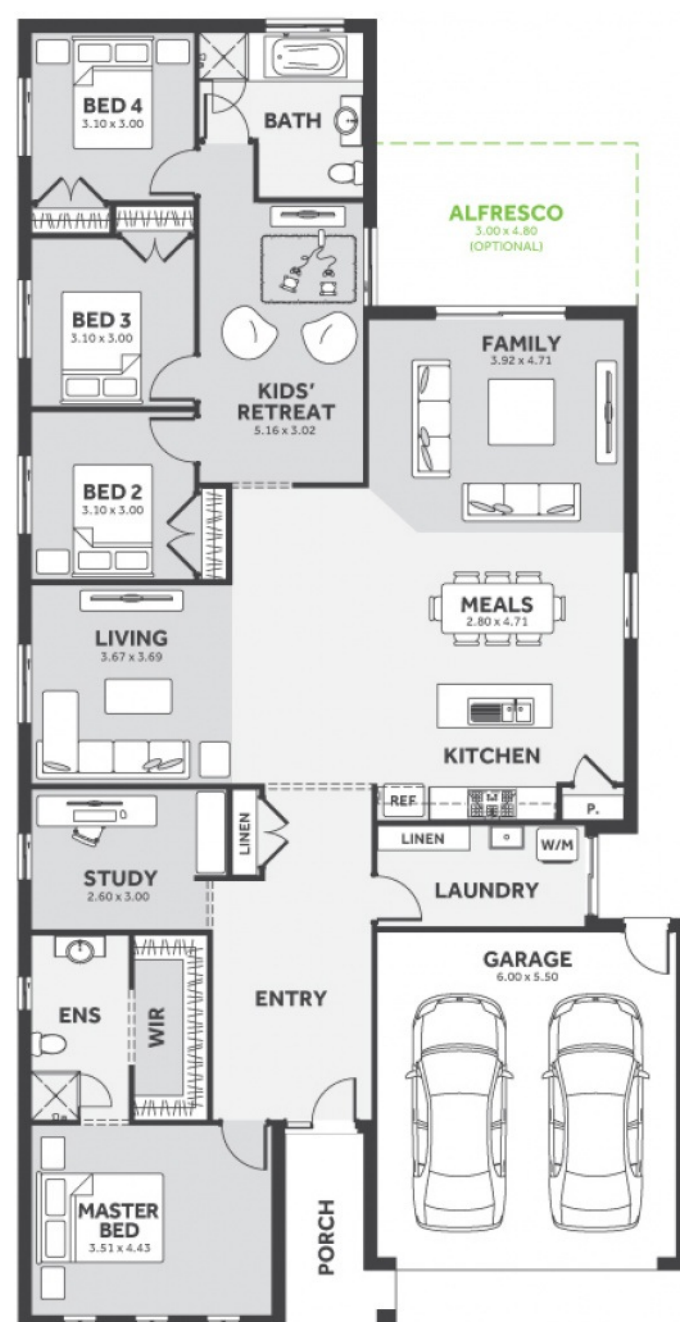 BED 4
3.10 x 3.00
BATH
ALFRESCO
3.00 x 4.80
(OPTIONAL)
BED 3
3.10 x 3.00
FAMILY
3.92 x 4.71
KIDS'
RETREAT
5.16 x 3.02
BED 2
3.10 x 3.00
MEALS
2.80 x 4.71
LIVING
3.67 x 3.69
KITCHEN
REF
P.
LINEN
LINEN
W/M
STUDY
2.60 x 3.00
LAUNDRY
GARAGE
6.00 x 5.50
ENS
WIR
ENTRY
MASTER
BED
3.51 x 4.43
PORCH